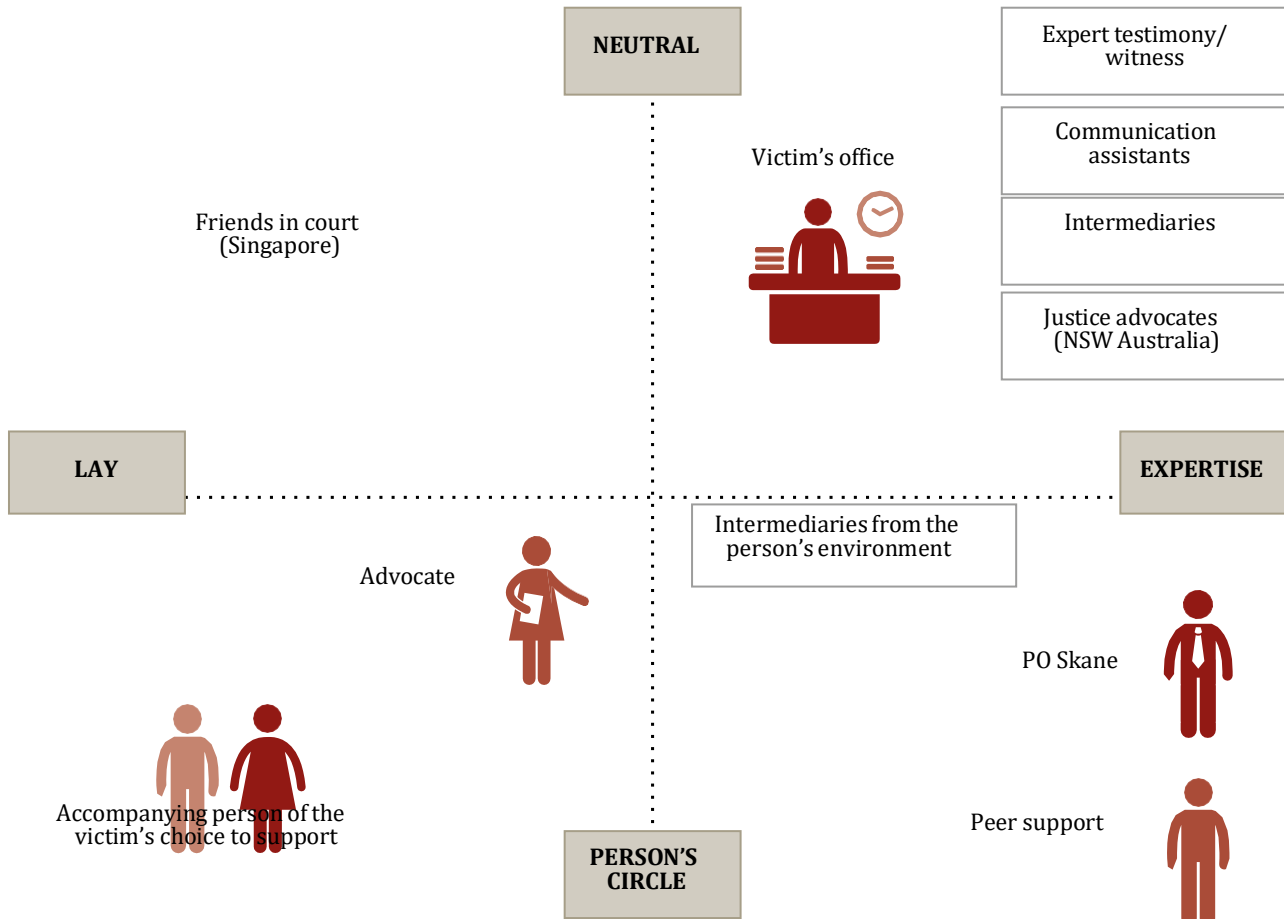 NEUTRAL
Expert testimony/
witness
Communication
assistants
Victim’s office
Friends in court
(Singapore)
Intermediaries
Justice advocates
(NSW Australia)
LAY
EXPERTISE
Intermediaries from the
person’s environment
Advocate
PO Skane
Accompanying person of the
victim’s choice to support
Peer support
PERSON’S
CIRCLE